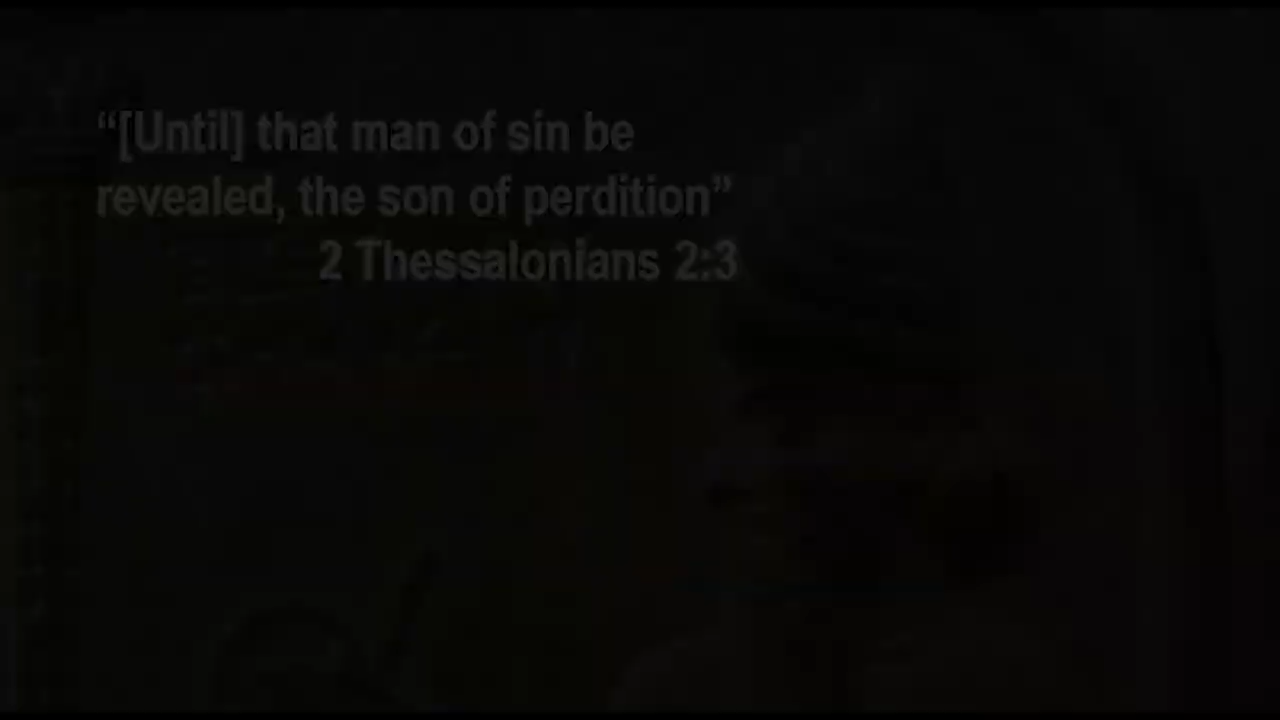 “[Until] that man of sin be
revealed, the son of perdition”
2 Thessalonians 2:3